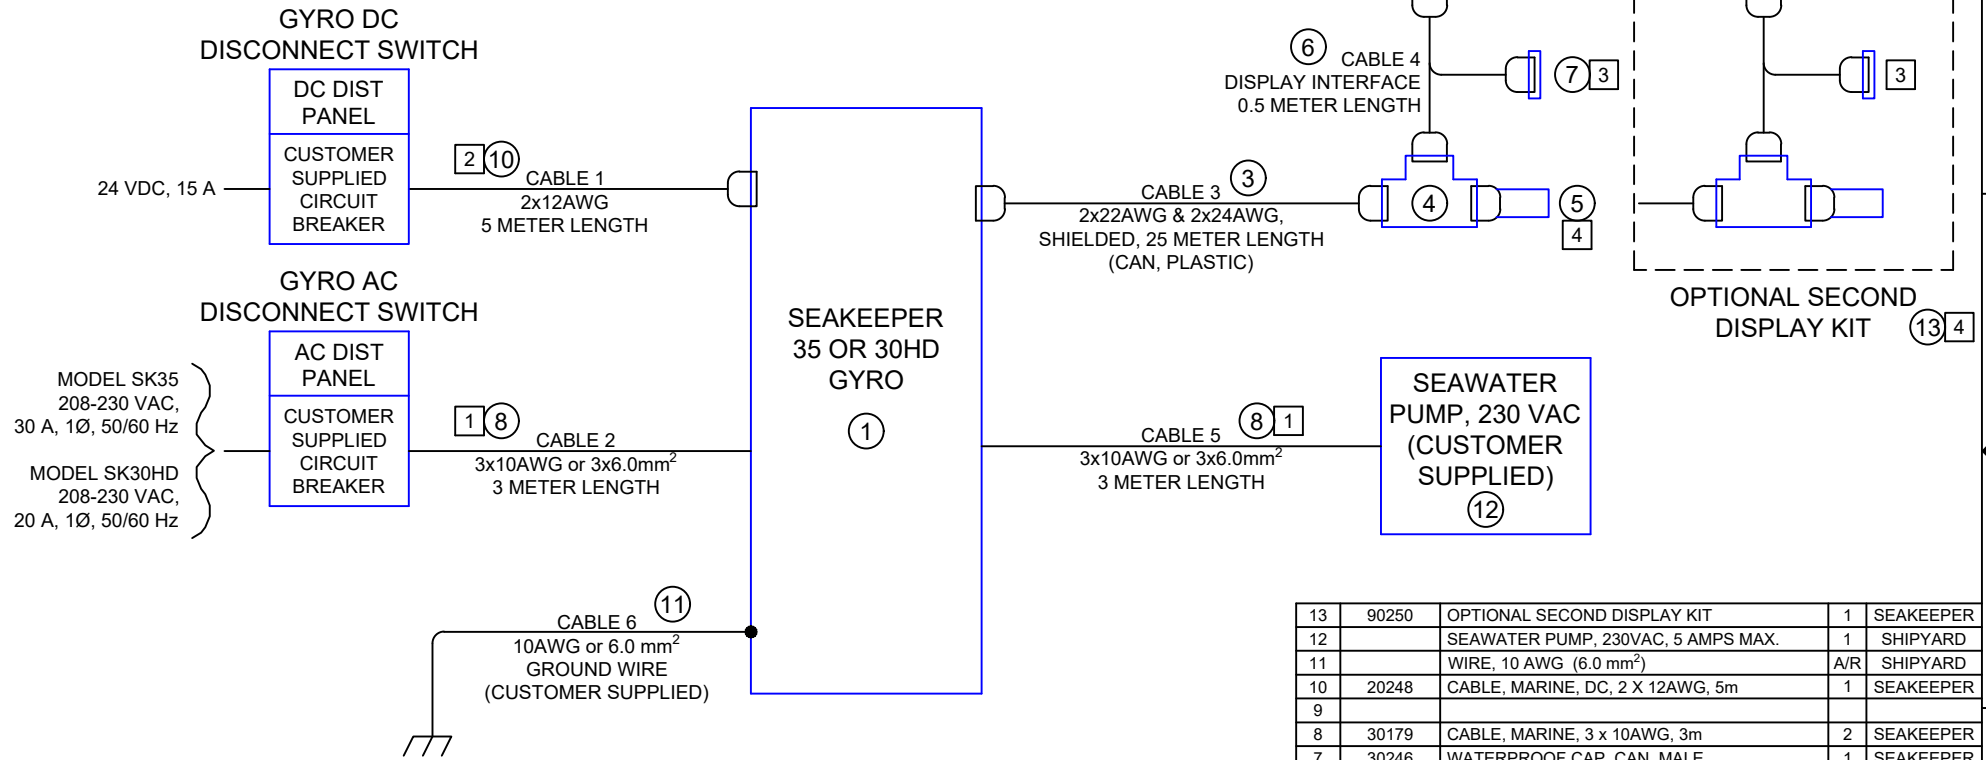 GYRO DC
DISCONNECT SWITCH
DC DIST
PANEL
CUSTOMER
SUPPLIED
CIRCUIT
BREAKER
24 VDC, 15 A
2 10
CABLE 1
2x12AWG
5 METER LENGTH
GYRO AC
DISCONNECT SWITCH
AC DIST
PANEL
CUSTOMER
SUPPLIED
CIRCUIT
BREAKER
MODEL SK35
208-230 VAC,
30 A, 1Ø, 50/60 Hz
MODEL SK30HD
208-230 VAC,
20 A, 1Ø, 50/60 Hz
1 8
CABLE 2
3x10AWG or 3x6.0mm²
3 METER LENGTH
SEAKEEPER
35 OR 30HD
GYRO
1
CABLE 6 11
10AWG or 6.0 mm²
GROUND WIRE
(CUSTOMER SUPPLIED)
6 CABLE 4
DISPLAY INTERFACE
0.5 METER LENGTH
7 3
3
CABLE 3 3
2x22AWG & 2x24AWG,
SHIELDED, 25 METER LENGTH
(CAN, PLASTIC)
4
5
4
OPTIONAL SECOND
DISPLAY KIT 13 4
CABLE 5 8 1
3x10AWG or 3x6.0mm²
3 METER LENGTH
SEAWATER
PUMP, 230 VAC
(CUSTOMER
SUPPLIED)
12
13 90250 OPTIONAL SECOND DISPLAY KIT 1 SEAKEEPER
12 SEAWATER PUMP, 230VAC, 5 AMPS MAX. 1 SHIPYARD
11 WIRE, 10 AWG (6.0 mm²) A/R SHIPYARD
10 20248 CABLE, MARINE, DC, 2 X 12AWG, 5m 1 SEAKEEPER
9
8 30179 CABLE, MARINE, 3 x 10AWG, 3m 2 SEAKEEPER
7 30246 WATERPROOF CAP, CAN, MALE 1 SEAKEEPER